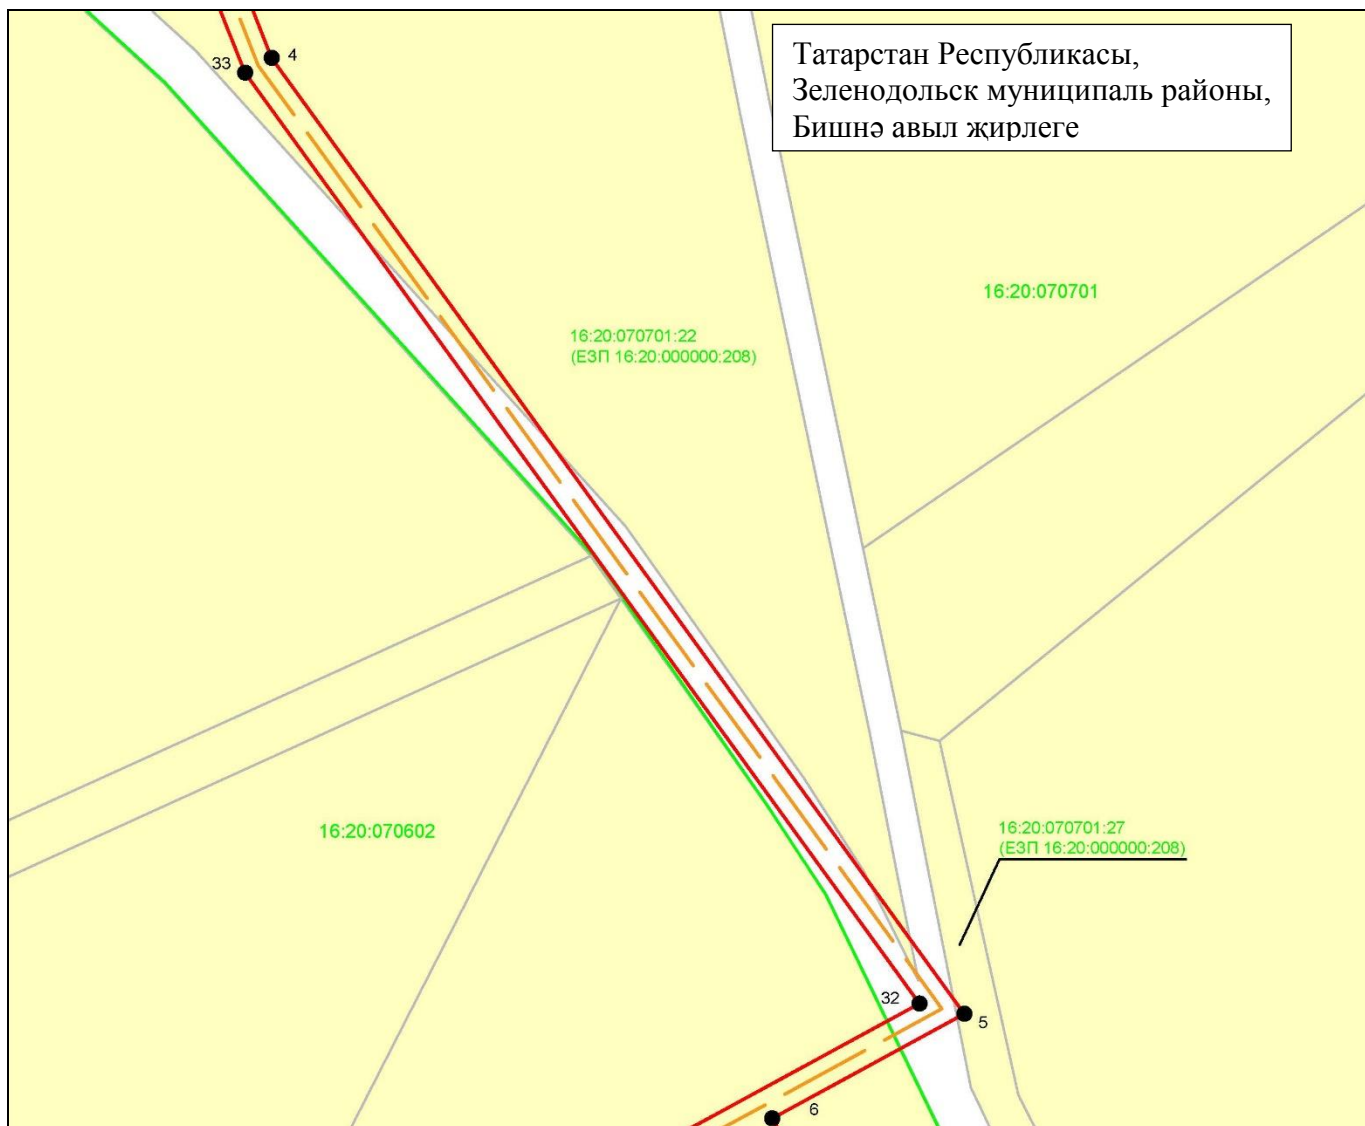 Татарстан Республикасы,
Зеленодольск муниципаль районы,
Бишнә авыл җирлеге
4
33
16:20:070701
16:20:070701:22
(ЕЗП 16:20:000000:208)
16:20:070602
16:20:070701:27
(ЕЗП 16:20:000000:208)
32
5
6